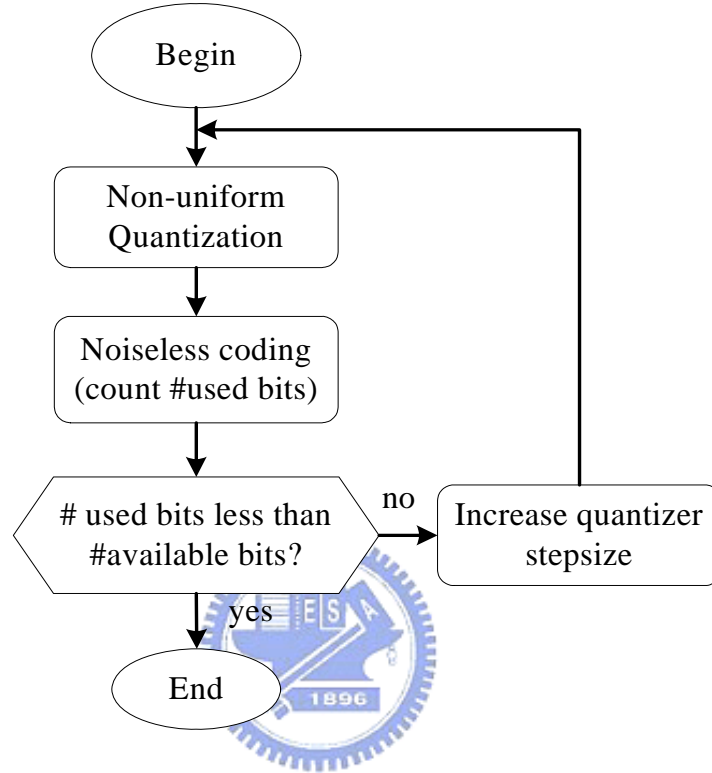 Begin
Non-uniform
Quantization
Noiseless coding
(count #used bits)
# used bits less than
#available bits?
no
Increase quantizer
stepsize
yes
E S A
End
1896